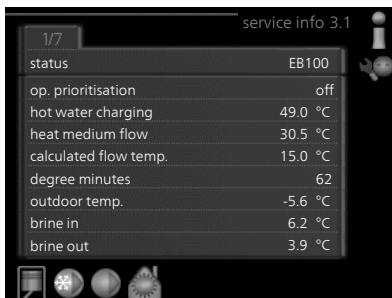 service info 3.1
1/7
status EB100
op. prioritisation off
hot water charging 49.0 °C
heat medium flow 30.5 °C
calculated flow temp. 15.0 °C
degree minutes 62
outdoor temp. -5.6 °C
brine in 6.2 °C
brine out 3.9 °C